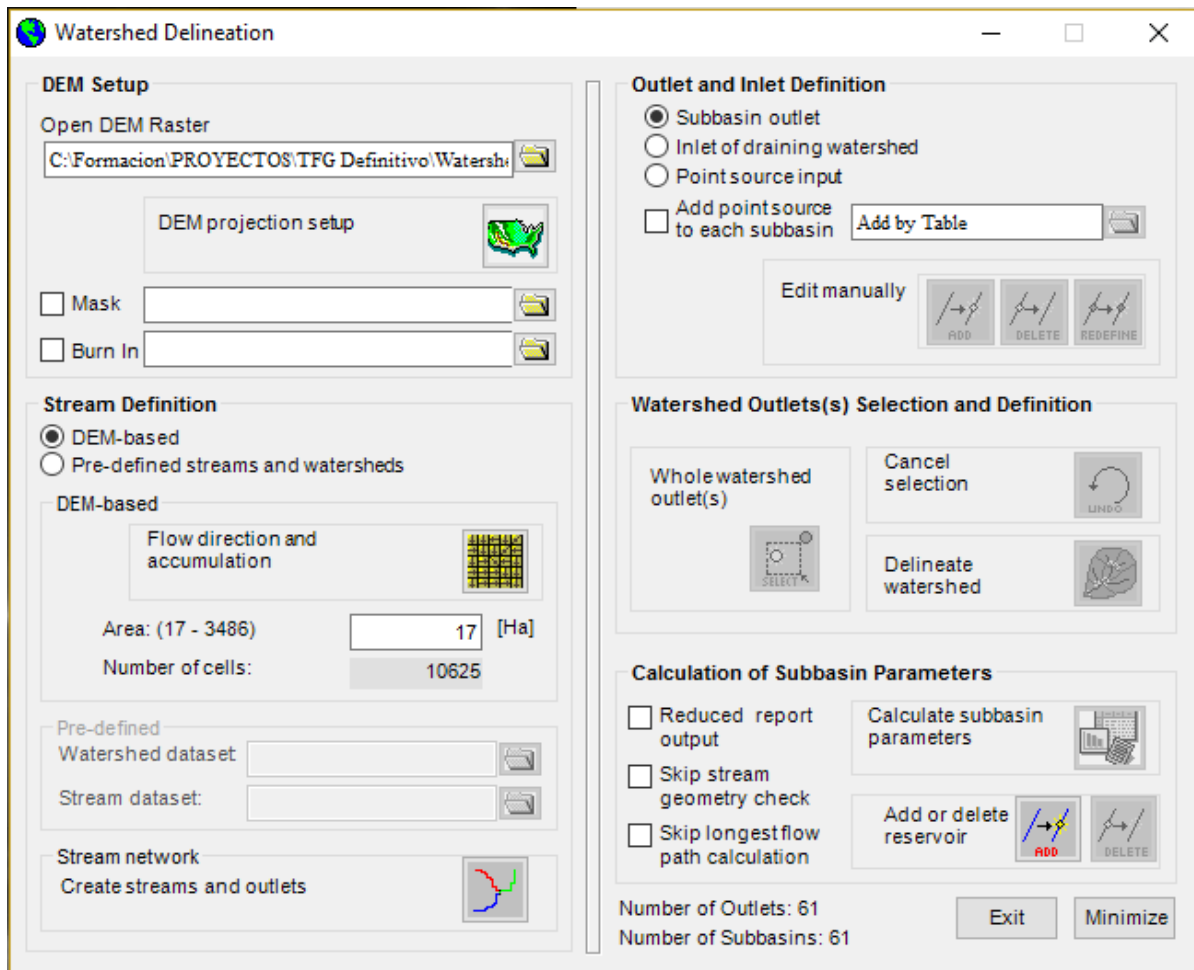 Watershed Delineation
DEM Setup
Open DEM Raster
C:\Formacion\PROYECTOS\TFG Definitivo\Watersh
DEM projection setup
Mask
Burn In
Stream Definition
DEM-based
Pre-defined streams and watersheds
DEM-based
Flow direction and
accumulation
Area: (17 - 3486)
17
[Ha]
Number of cells:
10625
Pre-defined
Watershed dataset
Stream dataset:
Stream network
Create streams and outlets
Outlet and Inlet Definition
Subbasin outlet
Inlet of draining watershed
Point source input
Add point source
to each subbasin
Add by Table
Edit manually
ADD
DELETE
REDEFINE
Watershed Outlets(s) Selection and Definition
Whole watershed
outlet(s)
SELECT
Cancel
selection
UNDO
Delineate
watershed
Calculation of Subbasin Parameters
Reduced report
output
Skip stream
geometry check
Skip longest flow
path calculation
Calculate subbasin
parameters
Add or delete
reservoir
ADD
DELETE
Number of Outlets: 61
Number of Subbasins: 61
Exit
Minimize